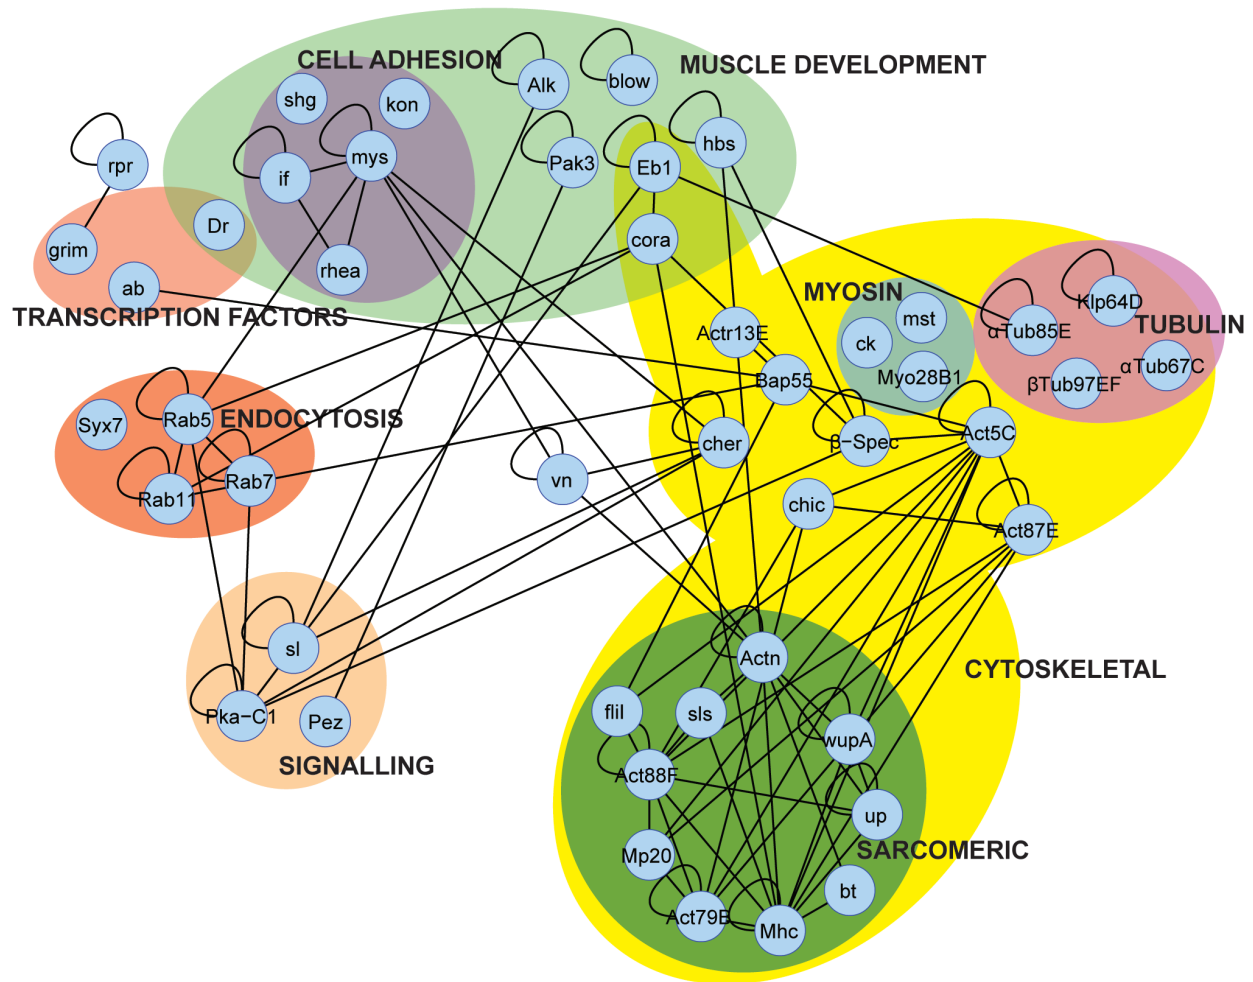 CELL ADHESION
MUSCLE DEVELOPMENT
Alk
blow
shg
kon
hbs
rpr
mys
Pak3
Eb1
if
Dr
cora
grim
rhea
ab
TRANSCRIPTION FACTORS
MYOSIN
mst
Klp64D
αTub85E
TUBULIN
Actr13E
ck
αTub67C
Bap55
Myo28B1
βTub97EF
Syx7
Rab5
ENDOCYTOSIS
cher
β−Spec
Act5C
Rab11
Rab7
vn
chic
Act87E
sl
Actn
CYTOSKELETAL
Pka−C1
Pez
fliI
sls
wupA
SIGNALLING
Act88F
up
Mp20
SARCOMERIC
bt
Act79B
Mhc